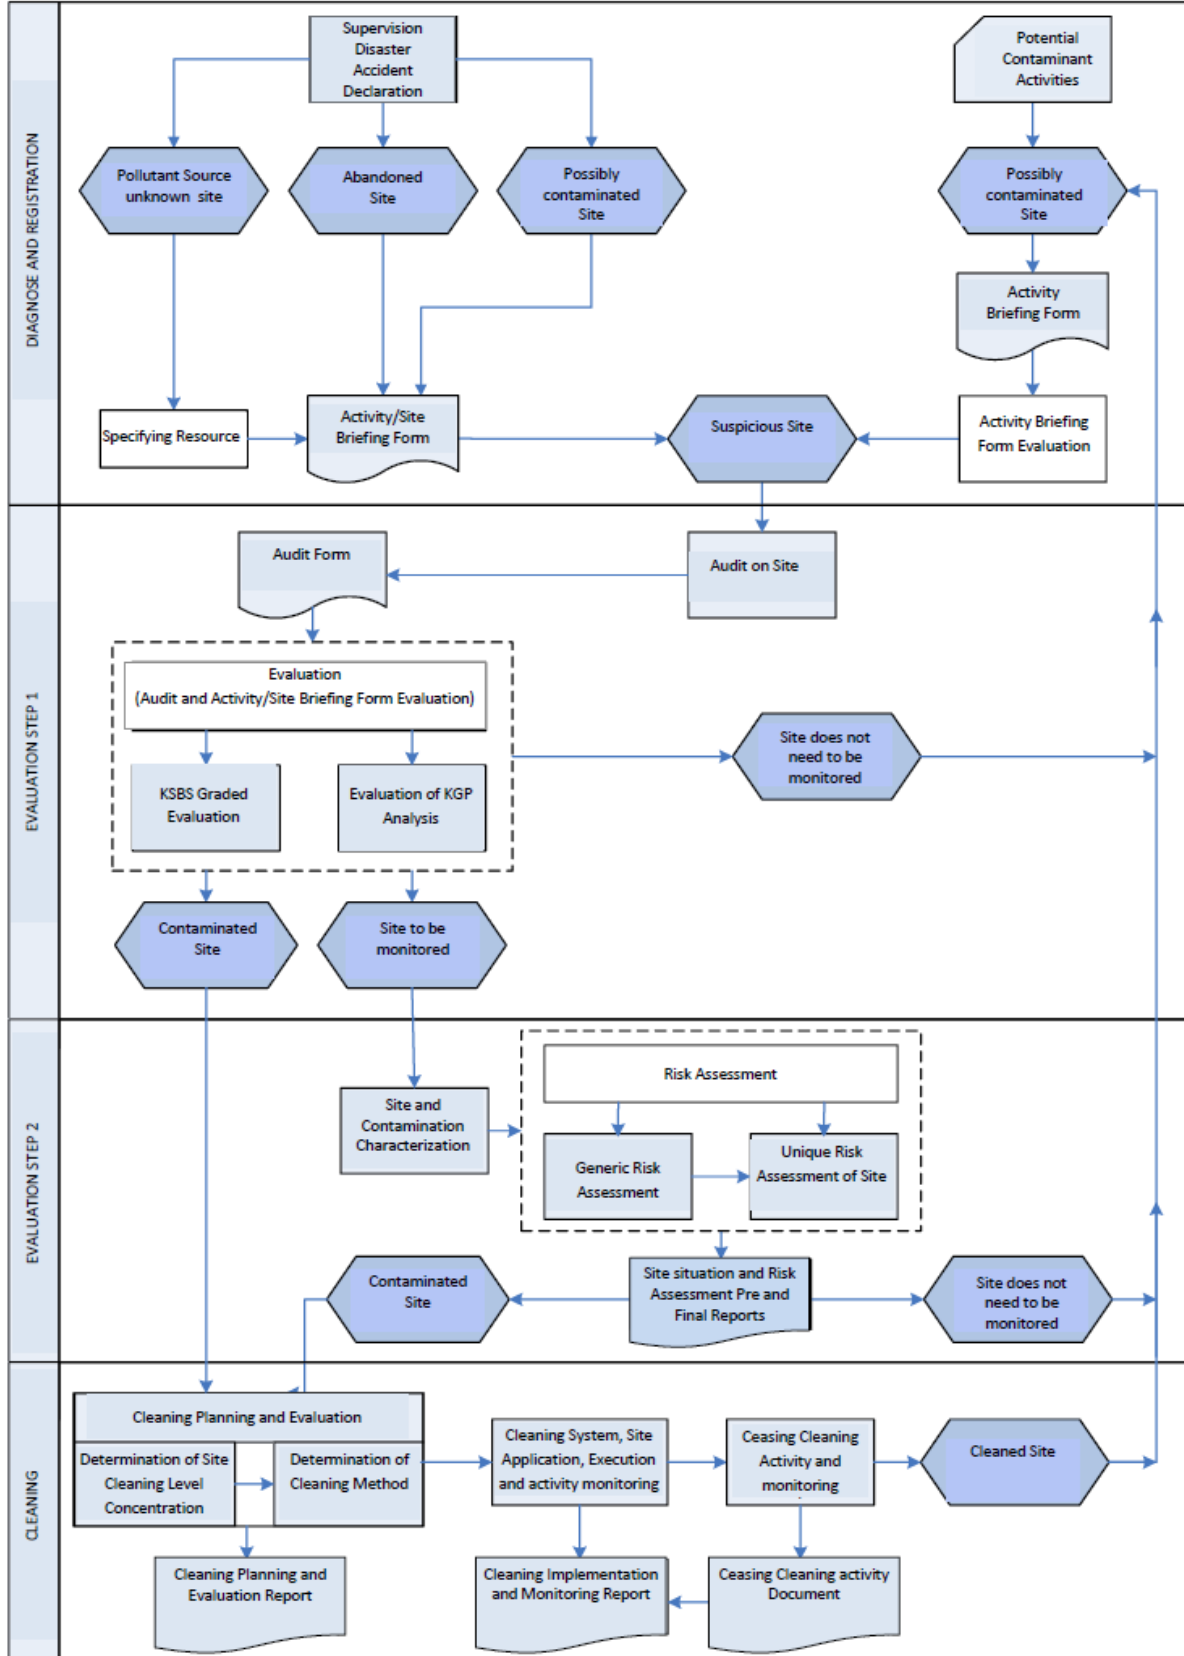 DIAGNOSE AND REGISTRATION
Supervision
Disaster
Accident
Declaration
Potential
Contaminant
Activities
Pollutant Source
unknown site
Abandoned
Site
Possibly
contaminated
Site
Possibly
contaminated
Site
Activity
Briefing Form
Specifying Resource
Activity/Site
Briefing Form
Suspicious Site
Activity Briefing
Form Evaluation
EVALUATION STEP 1
Audit Form
Audit on Site
Evaluation
(Audit and Activity/Site Briefing Form Evaluation)
KSBS Graded
Evaluation
Evaluation of KGP
Analysis
Site does not
need to be
monitored
Contaminated
Site
Site to be
monitored
EVALUATION STEP 2
Site and
Contamination
Characterization
Risk Assessment
Generic Risk
Assessment
Unique Risk
Assessment of Site
Contaminated
Site
Site situation and Risk
Assessment Pre and
Final Reports
Site does not
need to be
monitored
CLEANING
Cleaning Planning and Evaluation
Determination of Site
Cleaning Level
Concentration
Determination of
Cleaning Method
Cleaning System, Site
Application, Execution
and activity monitoring
Ceasing Cleaning
Activity and
monitoring
Cleaned Site
Cleaning Planning and
Evaluation Report
Cleaning Implementation
and Monitoring Report
Ceasing Cleaning activity
Document